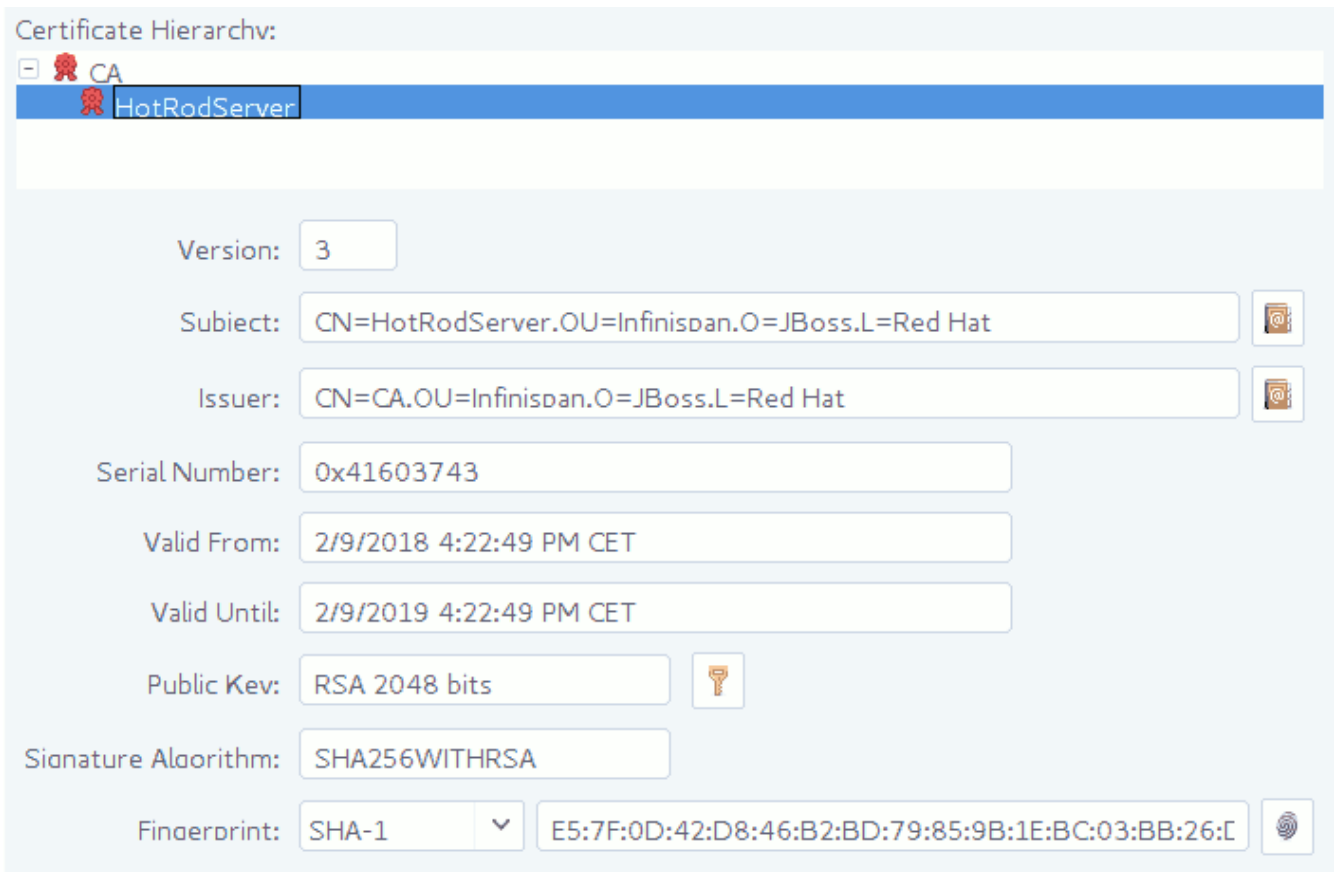 Certificate Hierarchy:
CA
HotRodServer
Version: 3
Subject: CN=HotRodServer,OU=Infinispan,O=JBoss,L=Red Hat
Issuer: CN=CA,OU=Infinispan,O=JBoss,L=Red Hat
Serial Number: 0x41603743
Valid From: 2/9/2018 4:22:49 PM CET
Valid Until: 2/9/2019 4:22:49 PM CET
Public Key: RSA 2048 bits
Signature Algorithm: SHA256WITHRSA
Fingerprint: SHA-1 E5:7F:0D:42:D8:46:B2:BD:79:85:9B:1E:BC:03:BB:26: